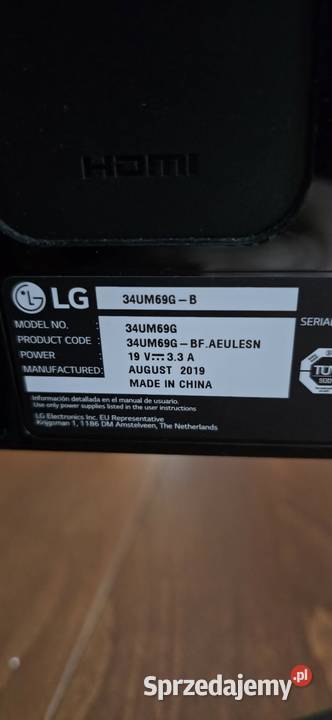 HDMI
LG 34UM69G-B
MODEL NO. : 34UM69G
PRODUCT CODE : 34UM69G-BF.AEULESN
POWER : 19 V⎓3.3 A
MANUFACTURED: AUGUST 2019
MADE IN CHINA
SERIAL
TÜV
SÜD
Información detallada en el manual de usuario.
Use only power supplies listed in the user instructions
LG Electronics Inc. EU Representative
Krijgsman 1, 1186 DM Amstelveen, The Netherlands
Sprzedajemy.pl